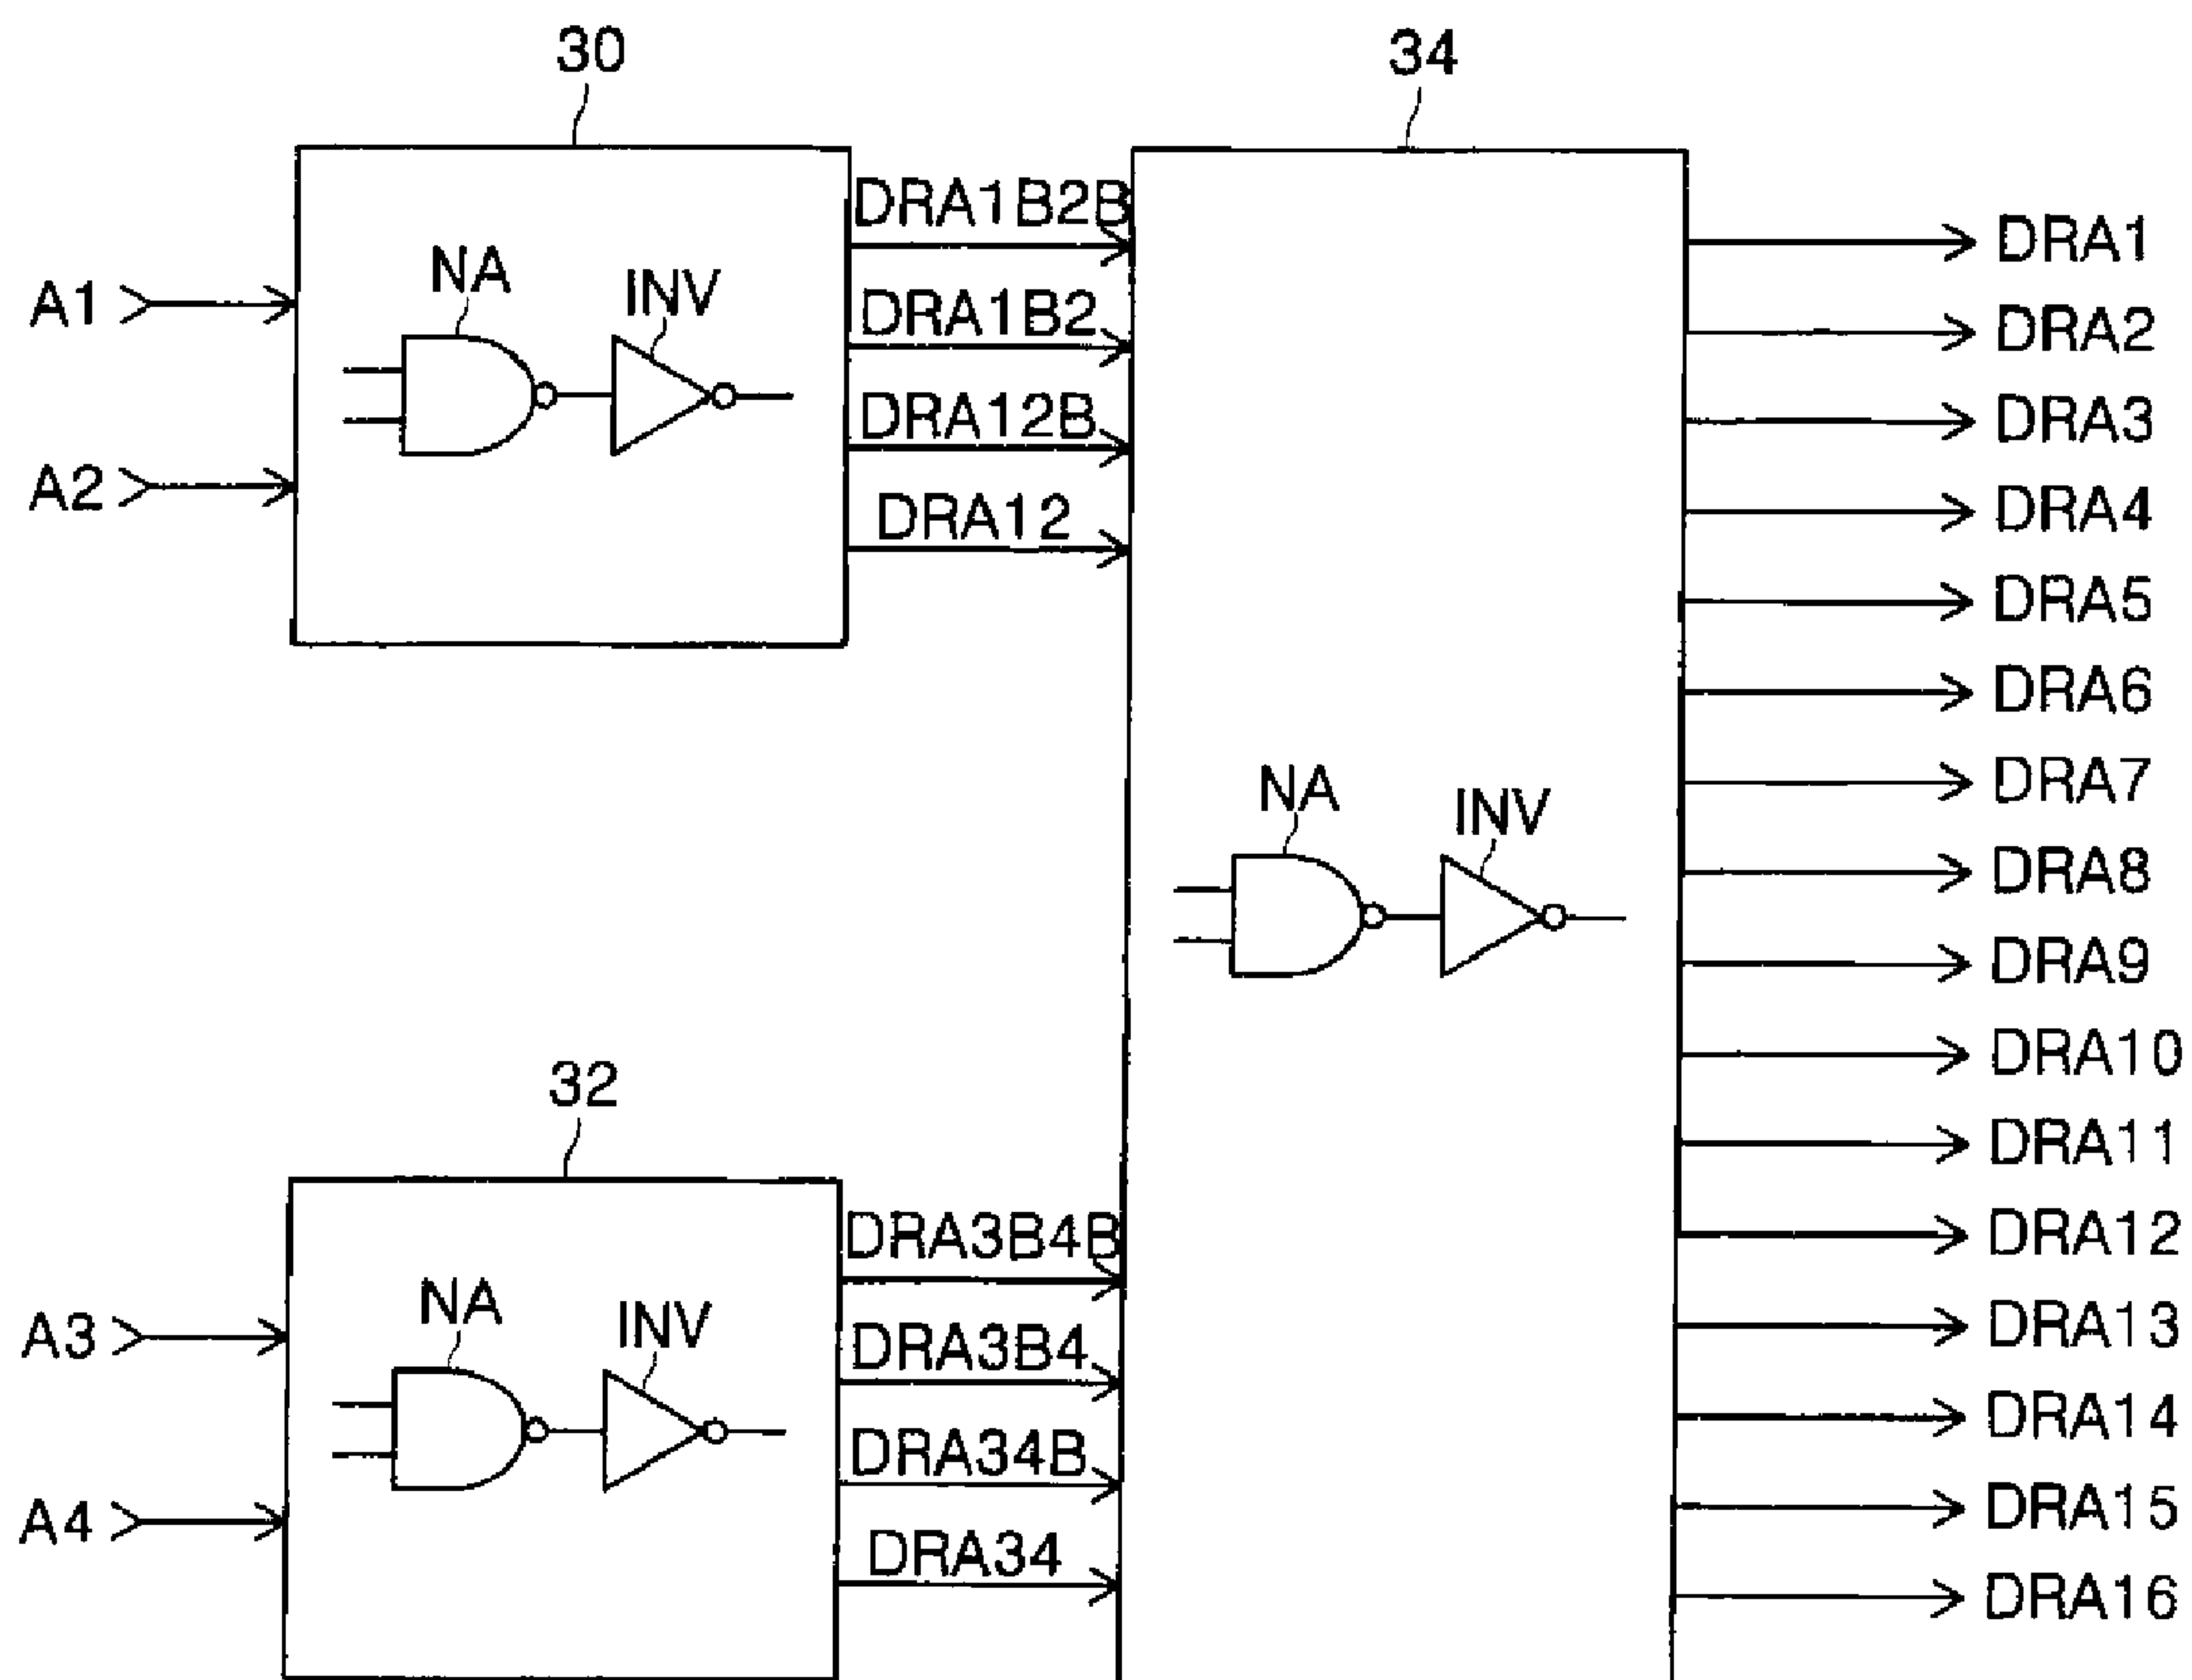 30
34
A1
A2
NA
INV
DRA1B2B
DRA1B2
DRA12B
DRA12
32
A3
A4
NA
INV
DRA3B4B
DRA3B4
DRA34B
DRA34
NA
INV
DRA1
DRA2
DRA3
DRA4
DRA5
DRA6
DRA7
DRA8
DRA9
DRA10
DRA11
DRA12
DRA13
DRA14
DRA15
DRA16